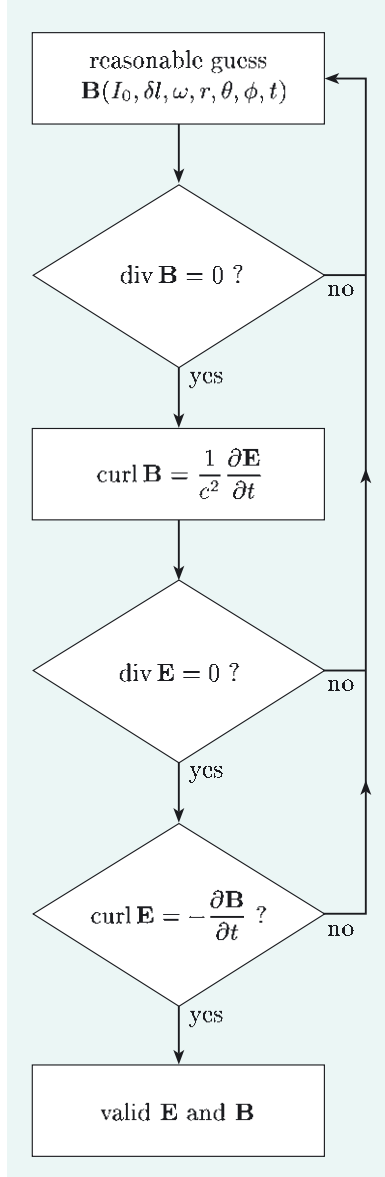 reasonable guess
B(I₀, δl, ω, r, θ, ϕ, t)
div B = 0 ?
no
yes
curl B = 1/c² ∂E/∂t
div E = 0 ?
no
yes
curl E = −∂B/∂t ?
no
yes
valid E and B